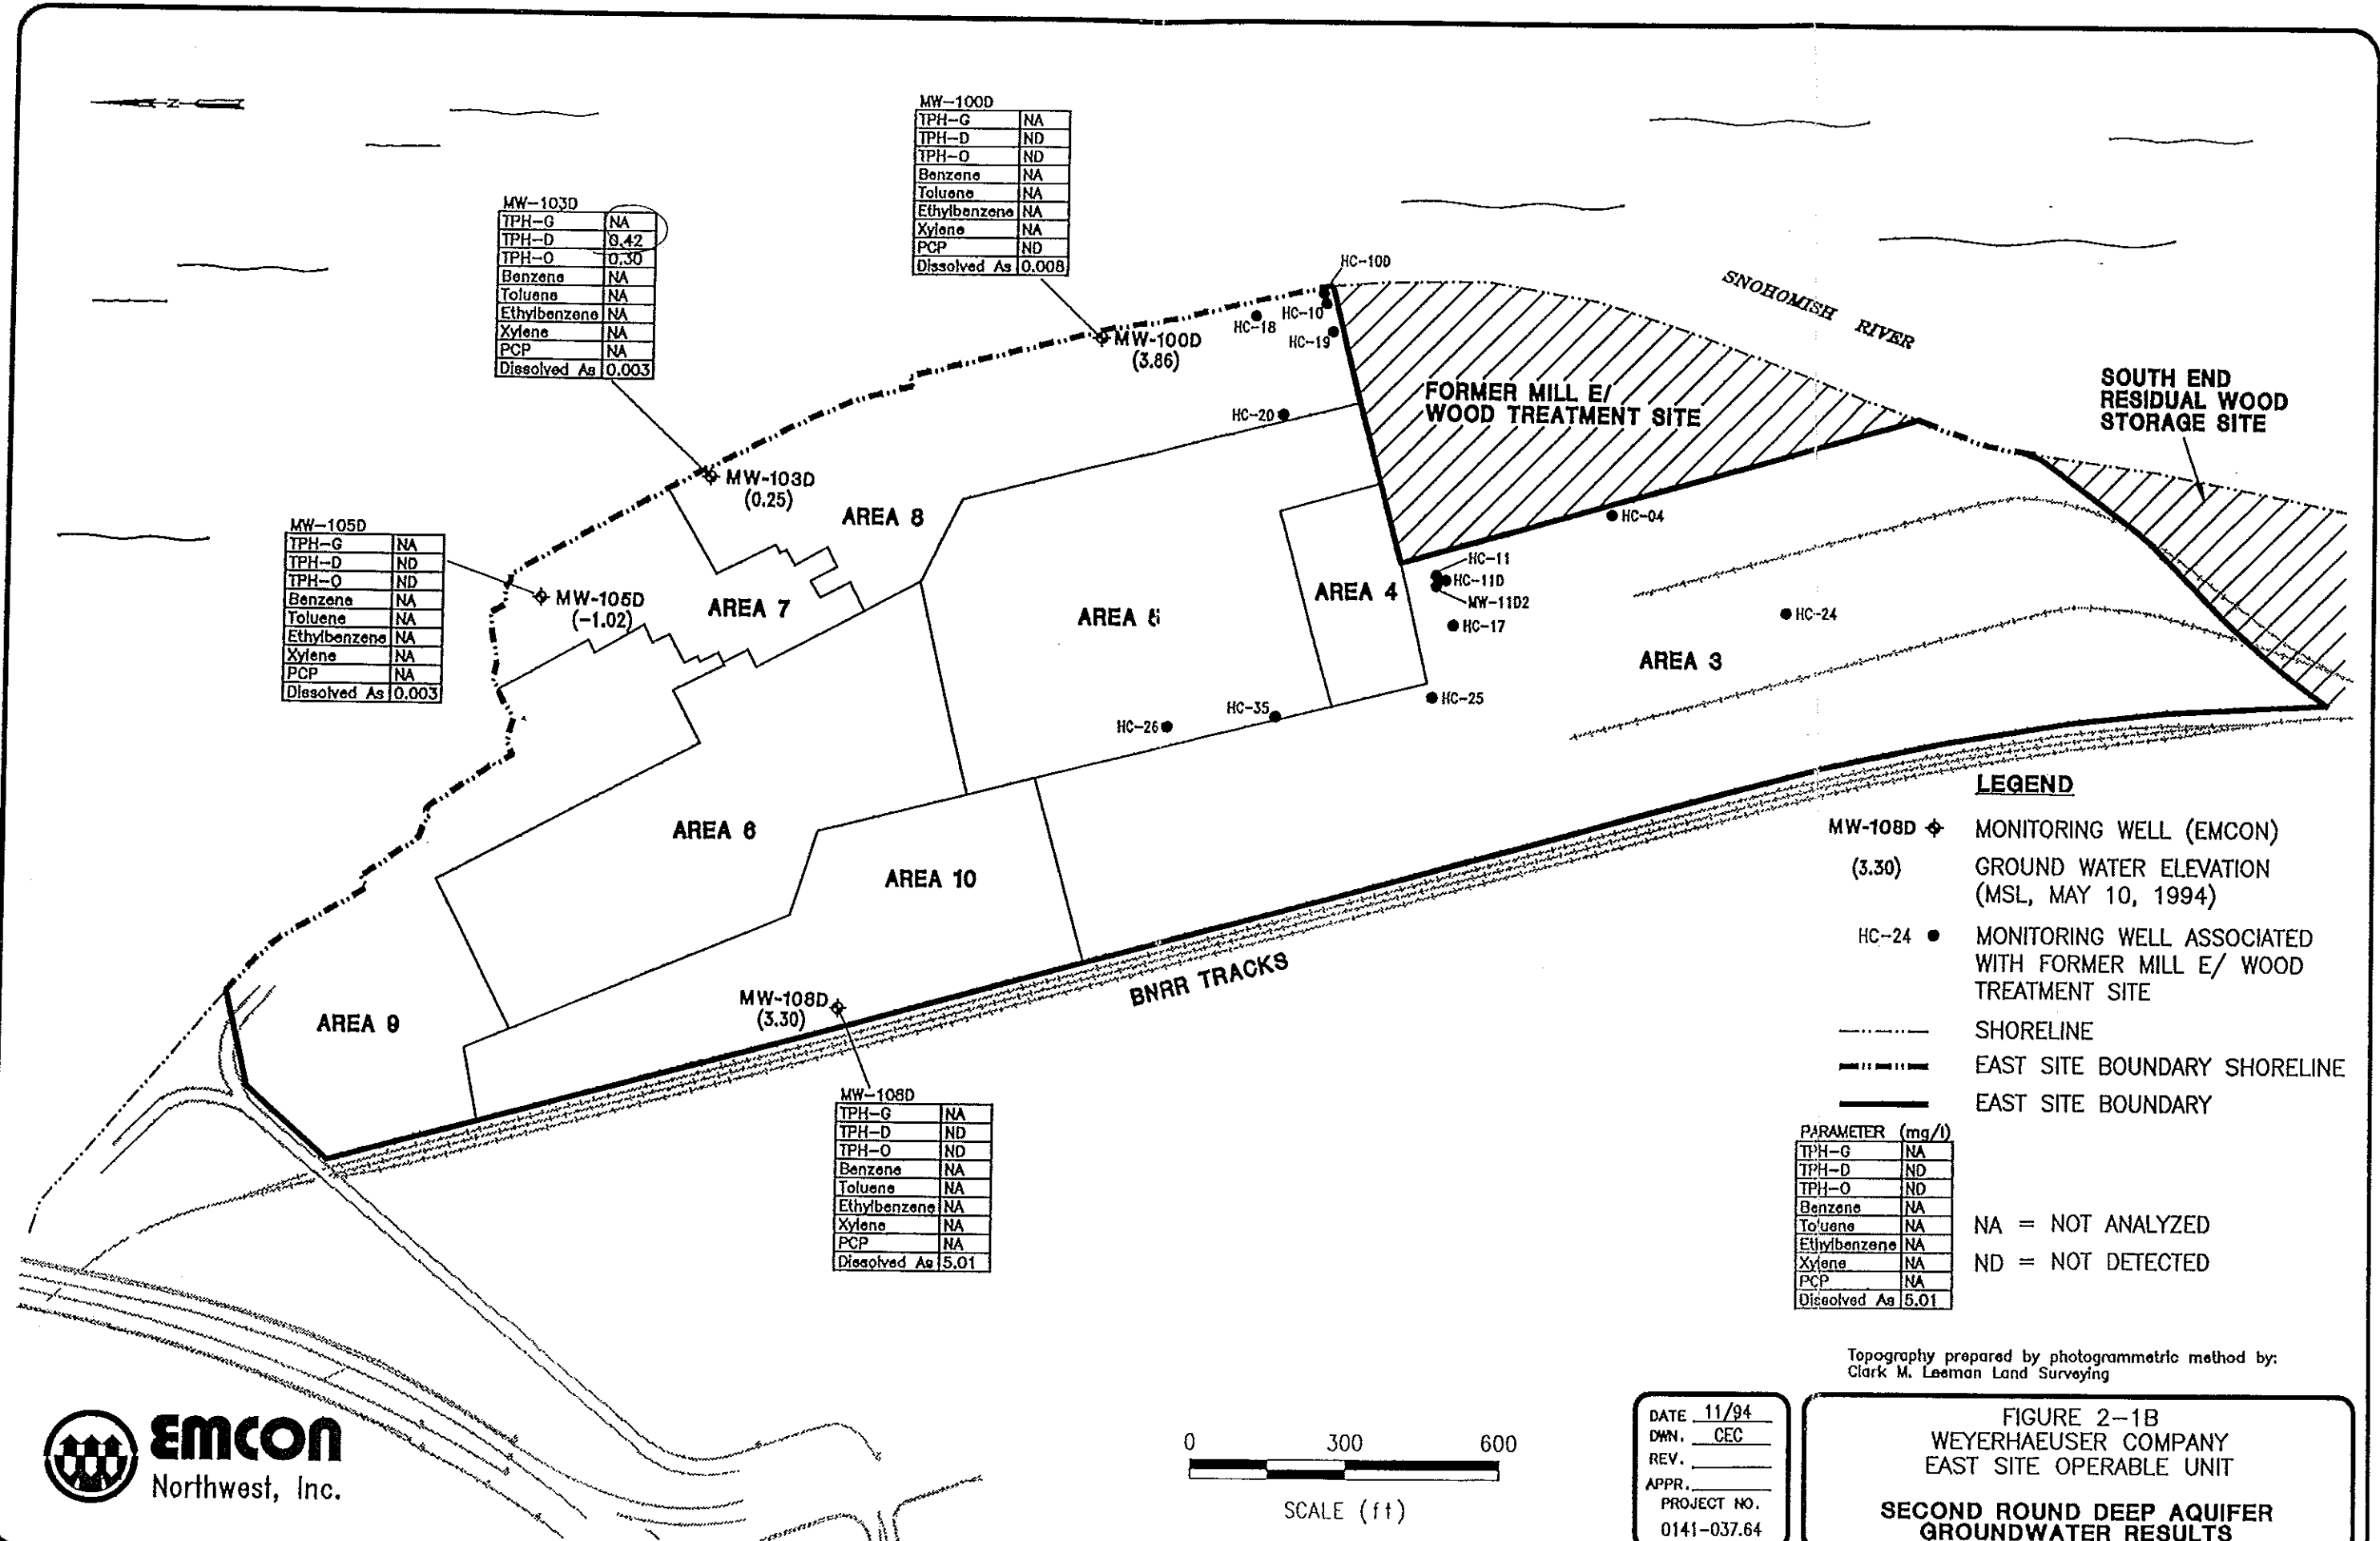 Z
MW-100D
TPH-G NA
TPH-D ND
TPH-O ND
Benzene NA
Toluene NA
Ethylbenzene NA
Xylene NA
PCP ND
Dissolved As 0.008
MW-103D
TPH-G NA
TPH-D 0.42
TPH-O 0.30
Benzene NA
Toluene NA
Ethylbenzene NA
Xylene NA
PCP NA
Dissolved As 0.003
MW-105D
TPH-G NA
TPH-D ND
TPH-O ND
Benzene NA
Toluene NA
Ethylbenzene NA
Xylene NA
PCP NA
Dissolved As 0.003
HC-10D
HC-18
HC-10
HC-19
MW-100D
(3.86)
HC-20
SNOHOMISH RIVER
FORMER MILL E/
WOOD TREATMENT SITE
SOUTH END
RESIDUAL WOOD
STORAGE SITE
MW-103D
(0.25)
AREA 8
MW-105D
(-1.02)
AREA 7
AREA 5
AREA 4
HC-04
HC-11
HC-11D
MW-11D2
HC-17
HC-24
AREA 3
HC-25
HC-35
HC-26
AREA 6
AREA 10
AREA 9
MW-108D
(3.30)
BNRR TRACKS
MW-108D
TPH-G NA
TPH-D ND
TPH-O ND
Benzene NA
Toluene NA
Ethylbenzene NA
Xylene NA
PCP NA
Dissolved As 5.01
LEGEND
MW-108D MONITORING WELL (EMCON)
(3.30) GROUND WATER ELEVATION
(MSL, MAY 10, 1994)
HC-24 MONITORING WELL ASSOCIATED
WITH FORMER MILL E/ WOOD
TREATMENT SITE
SHORELINE
EAST SITE BOUNDARY SHORELINE
EAST SITE BOUNDARY
PARAMETER (mg/l)
TPH-G NA
TPH-D ND
TPH-O ND
Benzene NA
Toluene NA
Ethylbenzene NA
Xylene NA
PCP NA
Dissolved As 5.01
NA = NOT ANALYZED
ND = NOT DETECTED
Topography prepared by photogrammetric method by:
Clark M. Leeman Land Surveying
EMCON
Northwest, Inc.
0 300 600
SCALE (ft)
DATE 11/94
DWN. CEC
REV.
APPR.
PROJECT NO.
0141-037.64
FIGURE 2-1B
WEYERHAEUSER COMPANY
EAST SITE OPERABLE UNIT
SECOND ROUND DEEP AQUIFER
GROUNDWATER RESULTS